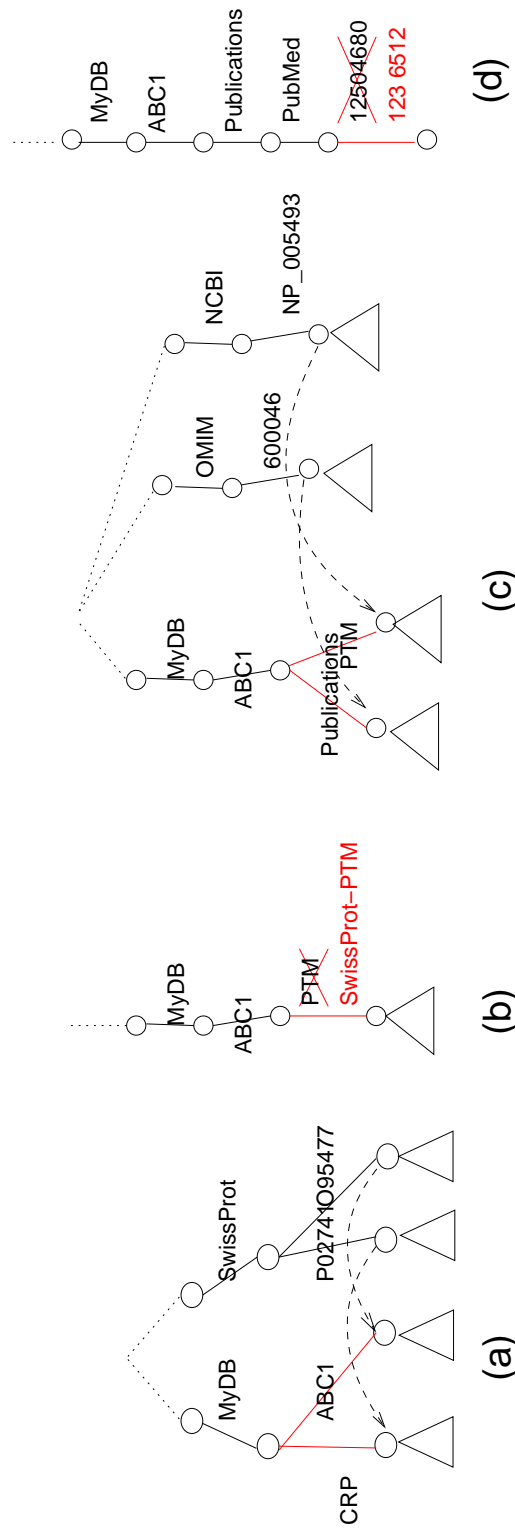 MyDB
SwissProt
CRP
ABC1
P02741
O95477
(a)
MyDB
ABC1
PTM
SwissProt-PTM
(b)
MyDB
ABC1
Publications
PTM
OMIM
600046
NCBI
NP_005493
(c)
MyDB
ABC1
Publications
PubMed
12504680
123 6512
(d)